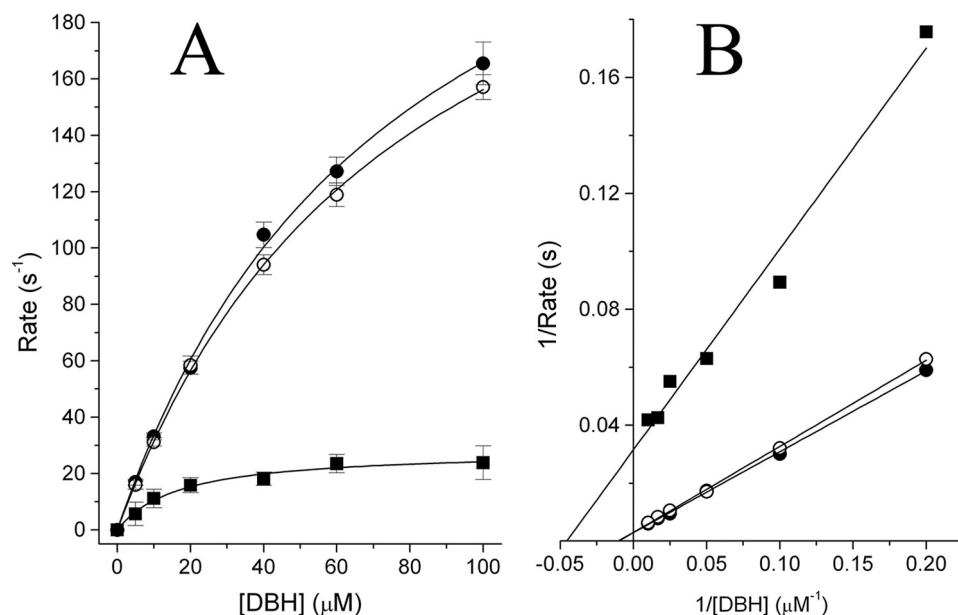 A
180
160
140
120
100
80
60
40
20
0
Rate (s⁻¹)
0 20 40 60 80 100
[DBH] (μM)
B
0.16
0.12
0.08
0.04
1/Rate (s)
-0.05 0.00 0.05 0.10 0.15 0.20
1/[DBH] (μM⁻¹)